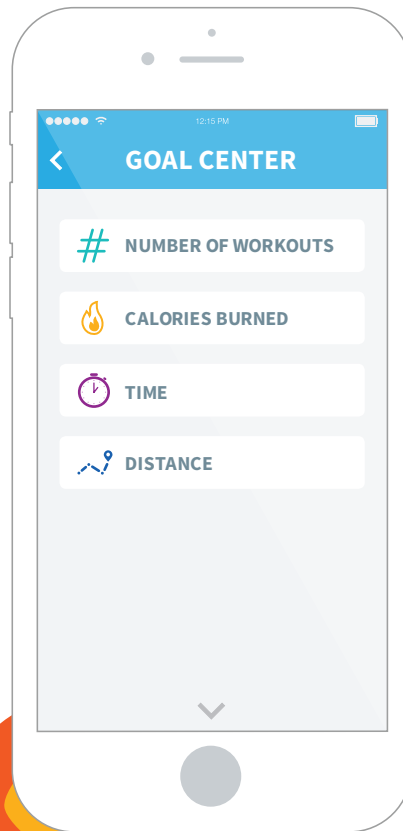 12:15 PM
GOAL CENTER
# NUMBER OF WORKOUTS
CALORIES BURNED
TIME
DISTANCE